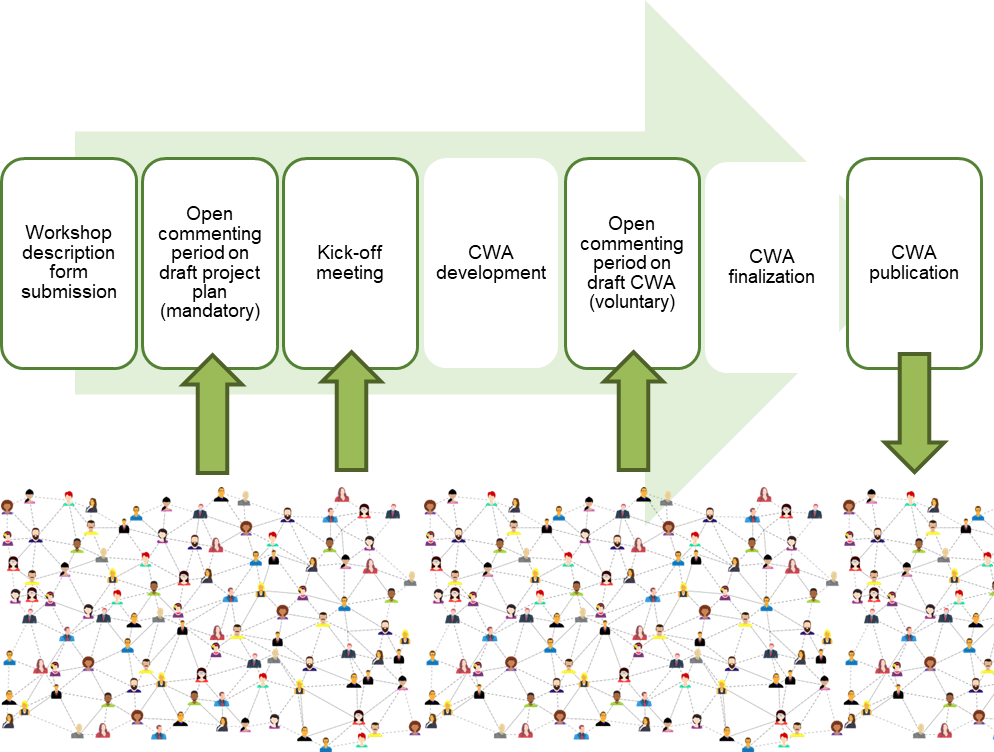 Workshop
description
form
submission
Open
commenting
period on
draft project
plan
(mandatory)
Kick-off
meeting
CWA
development
Open
commenting
period on
draft CWA
(voluntary)
CWA
finalization
CWA
publication